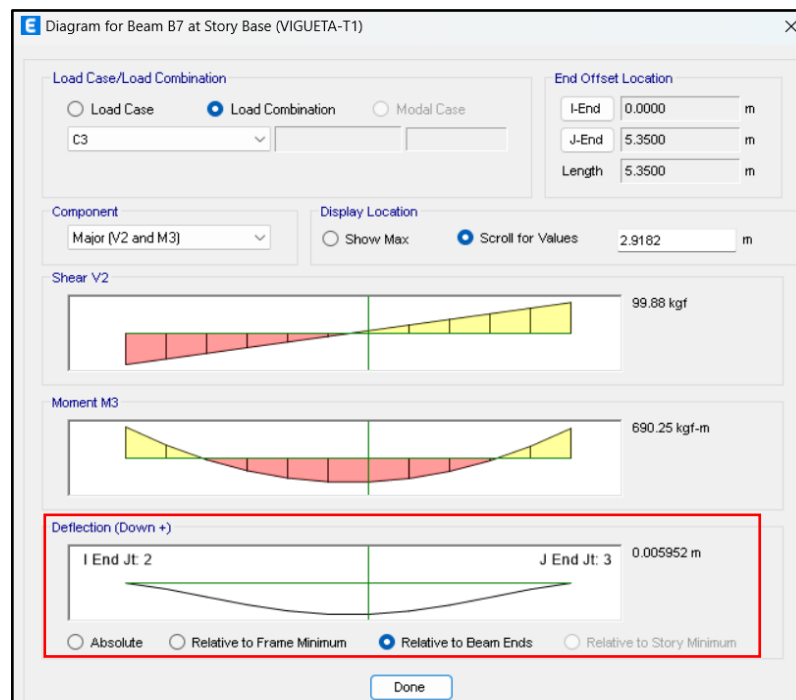 E Diagram for Beam B7 at Story Base (VIGUETA-T1)
Load Case/Load Combination
Load Case Load Combination Modal Case
C3
End Offset Location
I-End 0.0000 m
J-End 5.3500 m
Length 5.3500 m
Component
Major (V2 and M3)
Display Location
Show Max Scroll for Values 2.9182 m
Shear V2
99.88 kgf
Moment M3
690.25 kgf-m
Deflection (Down +)
I End Jt: 2 J End Jt: 3 0.005952 m
Absolute Relative to Frame Minimum Relative to Beam Ends Relative to Story Minimum
Done